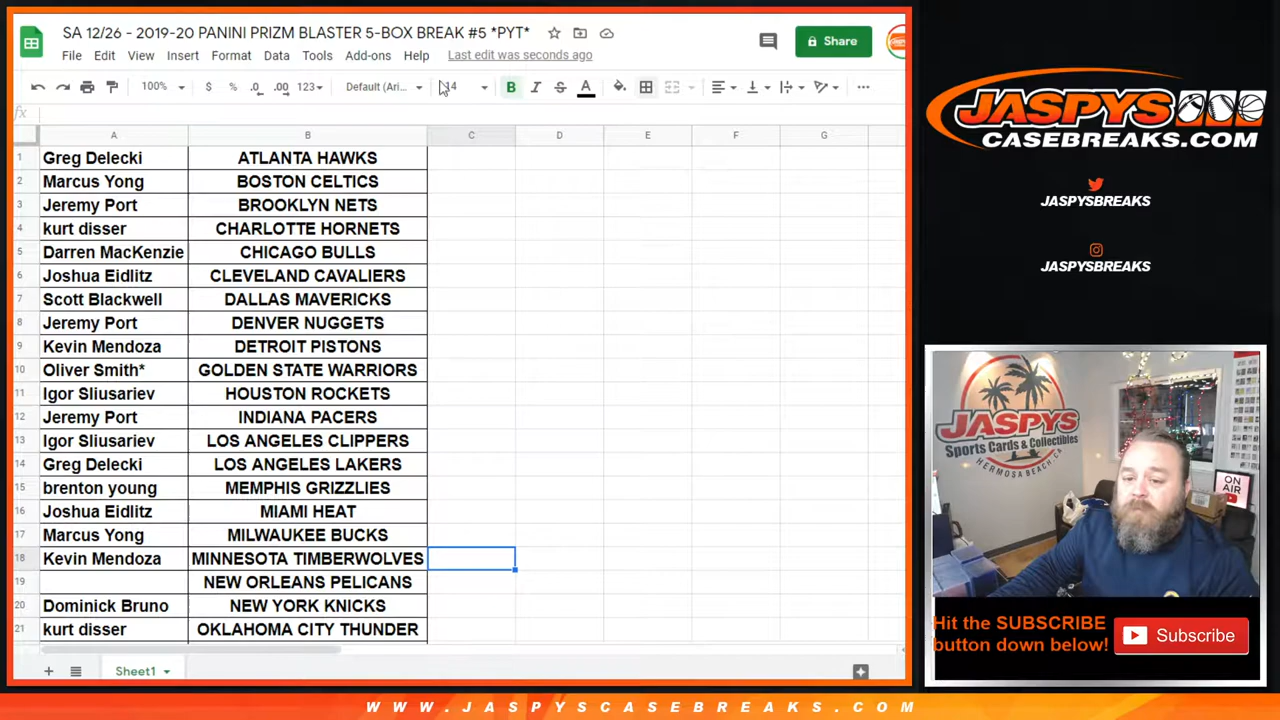 SA 12/26 - 2019-20 PANINI PRIZM BLASTER 5-BOX BREAK #5 *PYT*
File Edit View Insert Format Data Tools Add-ons Help Last edit was seconds ago
Share
100% $ % .0 .00 123 Default (Ari... 14 B I S A
fx
A B C D E F G
1 Greg Delecki ATLANTA HAWKS
2 Marcus Yong BOSTON CELTICS
3 Jeremy Port BROOKLYN NETS
4 kurt disser CHARLOTTE HORNETS
5 Darren MacKenzie CHICAGO BULLS
6 Joshua Eidlitz CLEVELAND CAVALIERS
7 Scott Blackwell DALLAS MAVERICKS
8 Jeremy Port DENVER NUGGETS
9 Kevin Mendoza DETROIT PISTONS
10 Oliver Smith* GOLDEN STATE WARRIORS
11 Igor Sliusariev HOUSTON ROCKETS
12 Jeremy Port INDIANA PACERS
13 Igor Sliusariev LOS ANGELES CLIPPERS
14 Greg Delecki LOS ANGELES LAKERS
15 brenton young MEMPHIS GRIZZLIES
16 Joshua Eidlitz MIAMI HEAT
17 Marcus Yong MILWAUKEE BUCKS
18 Kevin Mendoza MINNESOTA TIMBERWOLVES
19 NEW ORLEANS PELICANS
20 Dominick Bruno NEW YORK KNICKS
21 kurt disser OKLAHOMA CITY THUNDER
Sheet1
JASPYS
CASEBREAKS.COM
JASPYSBREAKS
JASPYSBREAKS
JASPYS
Sports Cards & Collectibles
HERMOSA BEACH, CA
ON
AIR
Hit the SUBSCRIBE
button down below!
Subscribe
WWW.JASPYSCASEBREAKS.COM